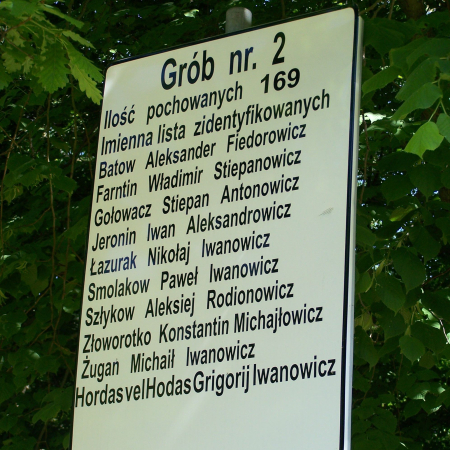 Grób nr. 2
Ilość pochowanych 169
Imienna lista zidentyfikowanych
Batow Aleksander Fiedorowicz
Farntin Władimir Stiepanowicz
Gołowacz Stiepan Antonowicz
Jeronin Iwan Aleksandrowicz
Łazurak Nikołaj Iwanowicz
Smolakow Paweł Iwanowicz
Szłykow Aleksiej Rodionowicz
Złoworotko Konstantin Michajłowicz
Żugan Michaił Iwanowicz
Hordas vel Hodas Grigorij Iwanowicz